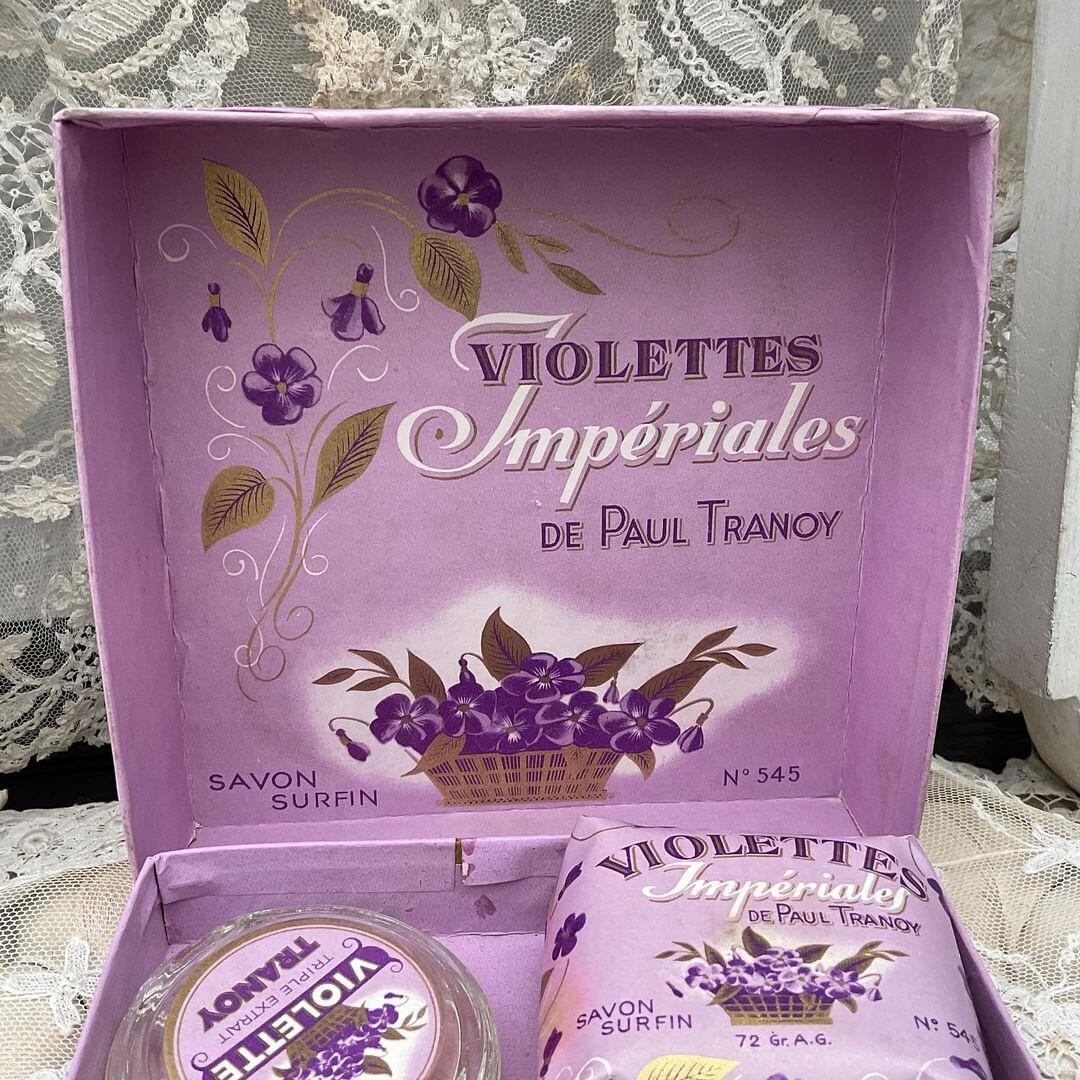 VIOLETTES
Impériales
DE PAUL TRANOY
SAVON
SURFIN
N° 545
VIOLETTES
Impériales
DE PAUL TRANOY
SAVON
SURFIN
N° 545
72 Gr. A.G.
VIOLETTE
TRIPLE EXTRAIT
TRANOY